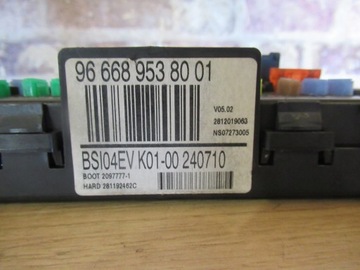 96 668 953 80 01
V05.02
2812019063
NS07273005
BSI04EV K01-00 240710
BOOT 2097777-1
HARD 281192462C